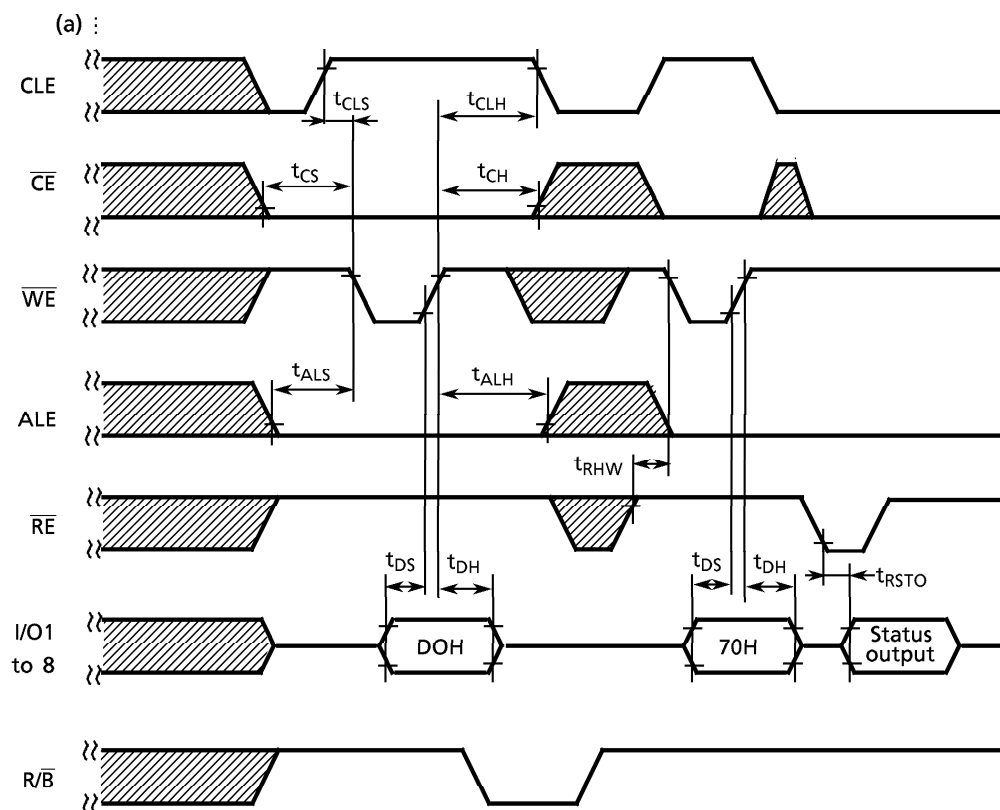 (a) :
CLE
tCLS
tCLH
CE
tCS
tCH
WE
ALE
tALS
tALH
tRHW
RE
tDS
tDH
tDS
tDH
tRSTO
I/O1
to 8
DOH
70H
Status
output
R/B